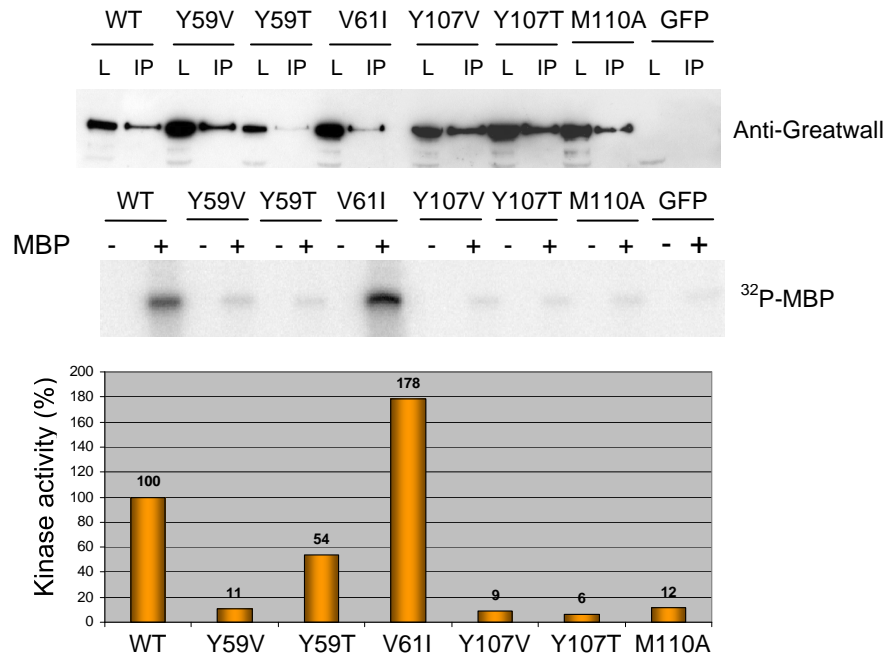 WT Y59V Y59T V61I Y107V Y107T M110A GFP
L IP L IP L IP L IP L IP L IP L IP L IP
Anti-Greatwall
WT Y59V Y59T V61I Y107V Y107T M110A GFP
MBP - + - + - + - + - + - + - + - +
32P-MBP
Kinase activity (%)
200
180
160
140
120
100
80
60
40
20
0
100
11
54
178
9
6
12
WT Y59V Y59T V61I Y107V Y107T M110A